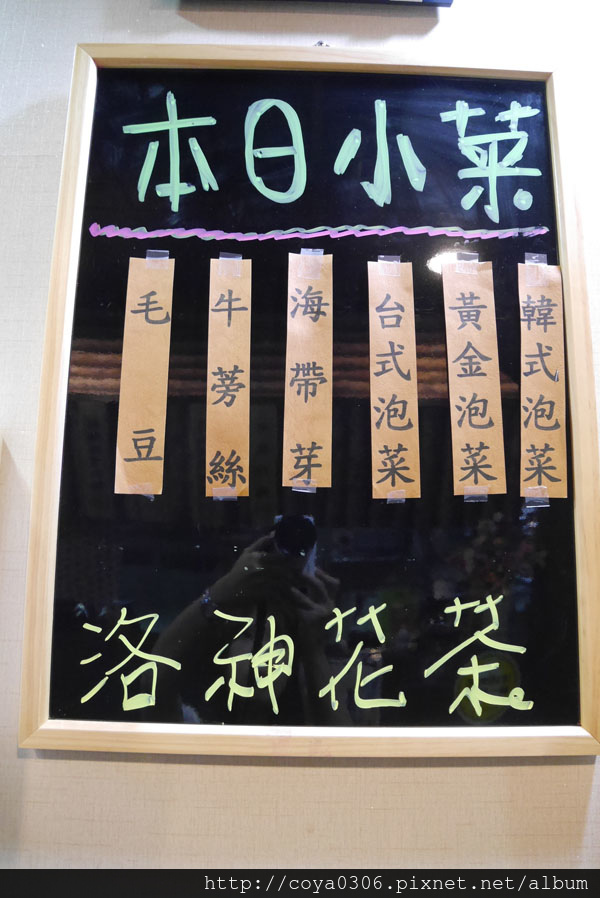 本日小菜
韓式泡菜
黃金泡菜
台式泡菜
海帶芽
牛蒡絲
毛豆
洛神花茶
http://coya0306.pixnet.net/album